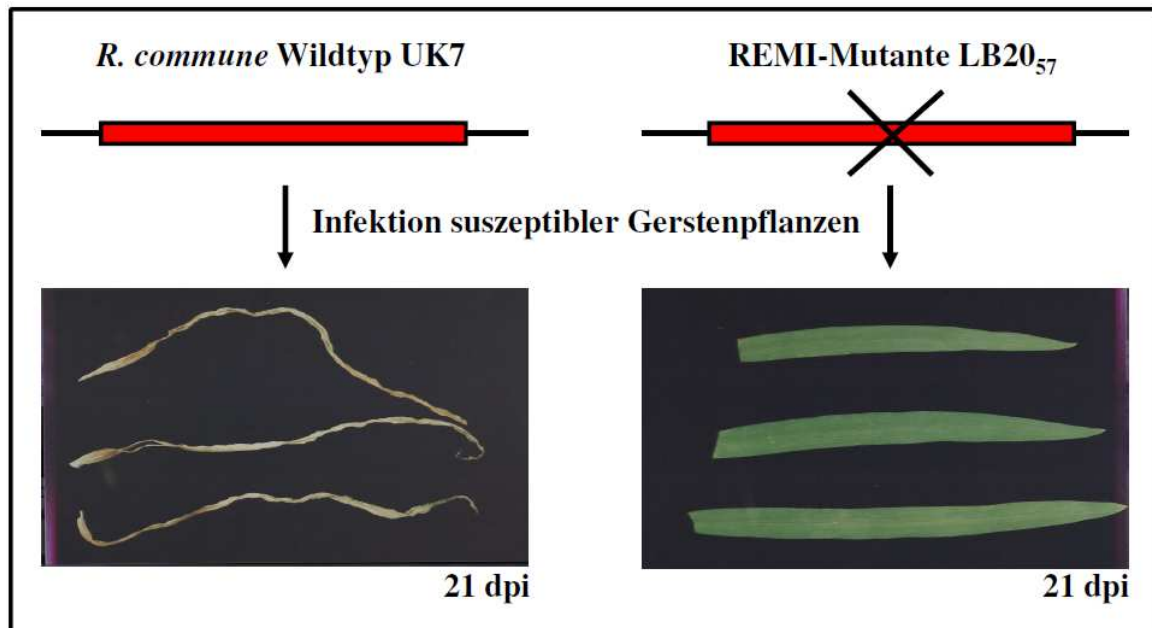 R. commune Wildtyp UK7
REMI-Mutante LB20₅₇
Infektion suszeptibler Gerstenpflanzen
21 dpi
21 dpi